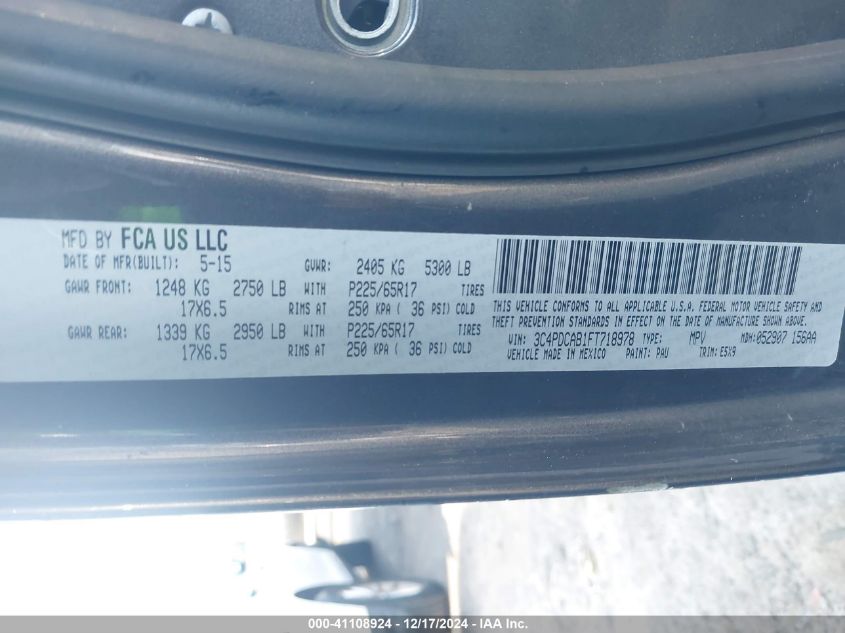 MFD BY FCA US LLC
DATE OF MFR(BUILT): 5-15 GVWR: 2405 KG 5300 LB
GAWR FRONT: 1248 KG 2750 LB WITH P225/65R17 TIRES
17X6.5 RIMS AT 250 KPA ( 36 PSI) COLD
GAWR REAR: 1339 KG 2950 LB WITH P225/65R17 TIRES
17X6.5 RIMS AT 250 KPA ( 36 PSI) COLD
THIS VEHICLE CONFORMS TO ALL APPLICABLE U.S.A. FEDERAL MOTOR VEHICLE SAFETY AND
THEFT PREVENTION STANDARDS IN EFFECT ON THE DATE OF MANUFACTURE SHOWN ABOVE.
VIN: 3C4PDCAB1FT718978 TYPE: MPV MDH:052907 156AA
VEHICLE MADE IN MEXICO PAINT: PAU TRIM: E5X9
000-41108924 - 12/17/2024 - IAA Inc.